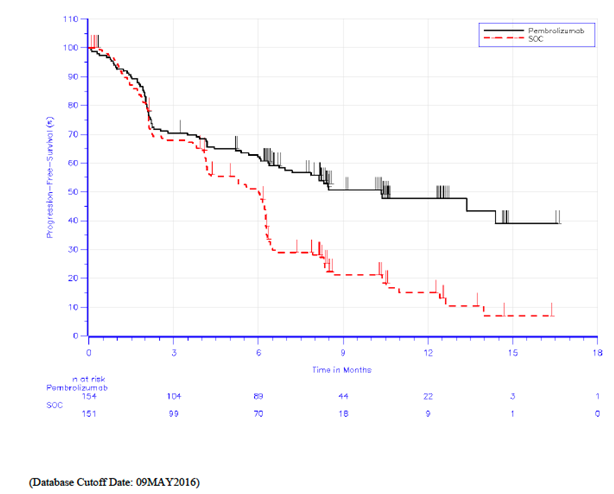 110
Pembrolizumab
SOC
100
90
80
70
60
50
40
30
20
10
0
Progression-Free-Survival (%)
0 3 6 9 12 15 18
Time in Months
n at risk
Pembrolizumab
154 104 89 44 22 3 1
SOC
151 99 70 18 9 1 0
(Database Cutoff Date: 09MAY2016)